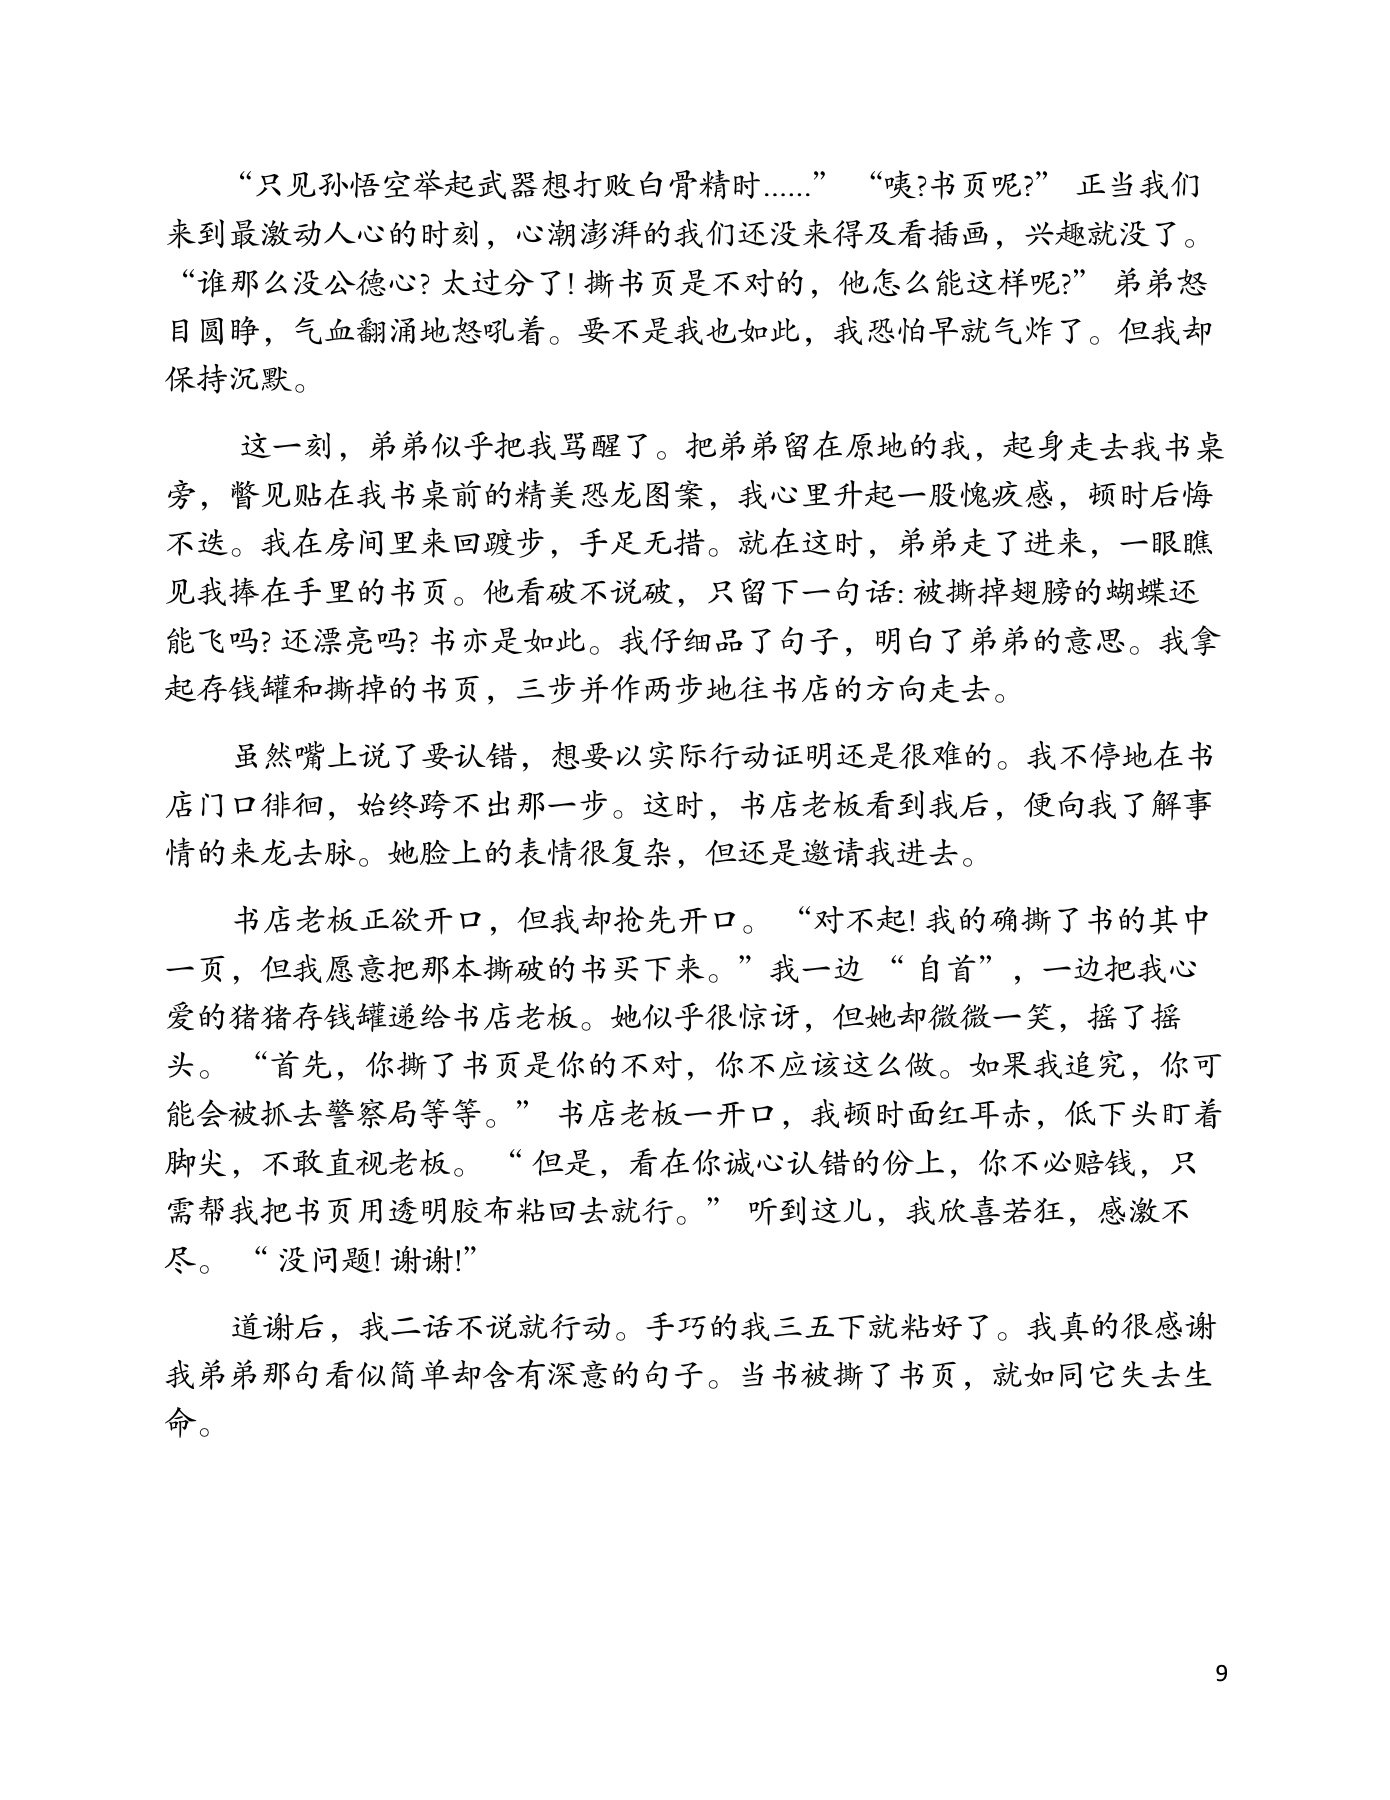 “只见孙悟空举起武器想打败白骨精时......” “咦?书页呢?” 正当我们
来到最激动人心的时刻，心潮澎湃的我们还没来得及看插画，兴趣就没了。
“谁那么没公德心? 太过分了! 撕书页是不对的，他怎么能这样呢?” 弟弟怒
目圆睁，气血翻涌地怒吼着。要不是我也如此，我恐怕早就气炸了。但我却
保持沉默。
这一刻，弟弟似乎把我骂醒了。把弟弟留在原地的我，起身走去我书桌
旁，瞥见贴在我书桌前的精美恐龙图案，我心里升起一股愧疚感，顿时后悔
不迭。我在房间里来回踱步，手足无措。就在这时，弟弟走了进来，一眼瞧
见我捧在手里的书页。他看破不说破，只留下一句话: 被撕掉翅膀的蝴蝶还
能飞吗? 还漂亮吗? 书亦是如此。我仔细品了句子，明白了弟弟的意思。我拿
起存钱罐和撕掉的书页，三步并作两步地往书店的方向走去。
虽然嘴上说了要认错，想要以实际行动证明还是很难的。我不停地在书
店门口徘徊，始终跨不出那一步。这时，书店老板看到我后，便向我了解事
情的来龙去脉。她脸上的表情很复杂，但还是邀请我进去。
书店老板正欲开口，但我却抢先开口。 “对不起! 我的确撕了书的其中
一页，但我愿意把那本撕破的书买下来。” 我一边 “ 自首” ，一边把我心
爱的猪猪存钱罐递给书店老板。她似乎很惊讶，但她却微微一笑，摇了摇
头。 “首先，你撕了书页是你的不对，你不应该这么做。如果我追究，你可
能会被抓去警察局等等。” 书店老板一开口，我顿时面红耳赤，低下头盯着
脚尖，不敢直视老板。 “ 但是，看在你诚心认错的份上，你不必赔钱，只
需帮我把书页用透明胶布粘回去就行。” 听到这儿，我欣喜若狂，感激不
尽。 “ 没问题! 谢谢!”
道谢后，我二话不说就行动。手巧的我三五下就粘好了。我真的很感谢
我弟弟那句看似简单却含有深意的句子。当书被撕了书页，就如同它失去生
命。
9